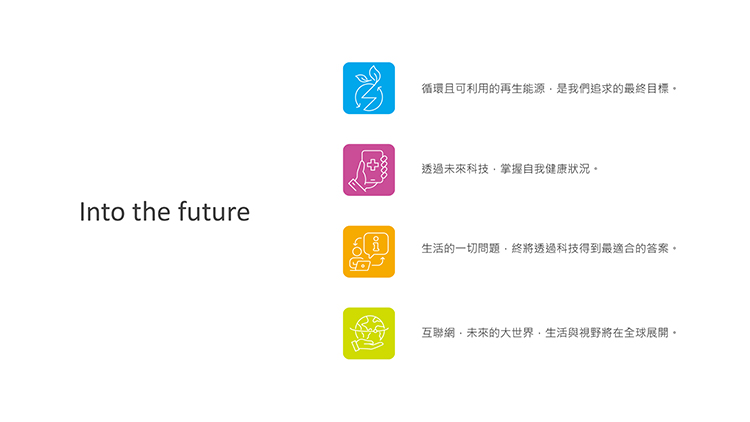 Into the future
循環且可利用的再生能源，是我們追求的最終目標。
透過未來科技，掌握自我健康狀況。
生活的一切問題，終將透過科技得到最適合的答案。
互聯網，未來的大世界，生活與視野將在全球展開。